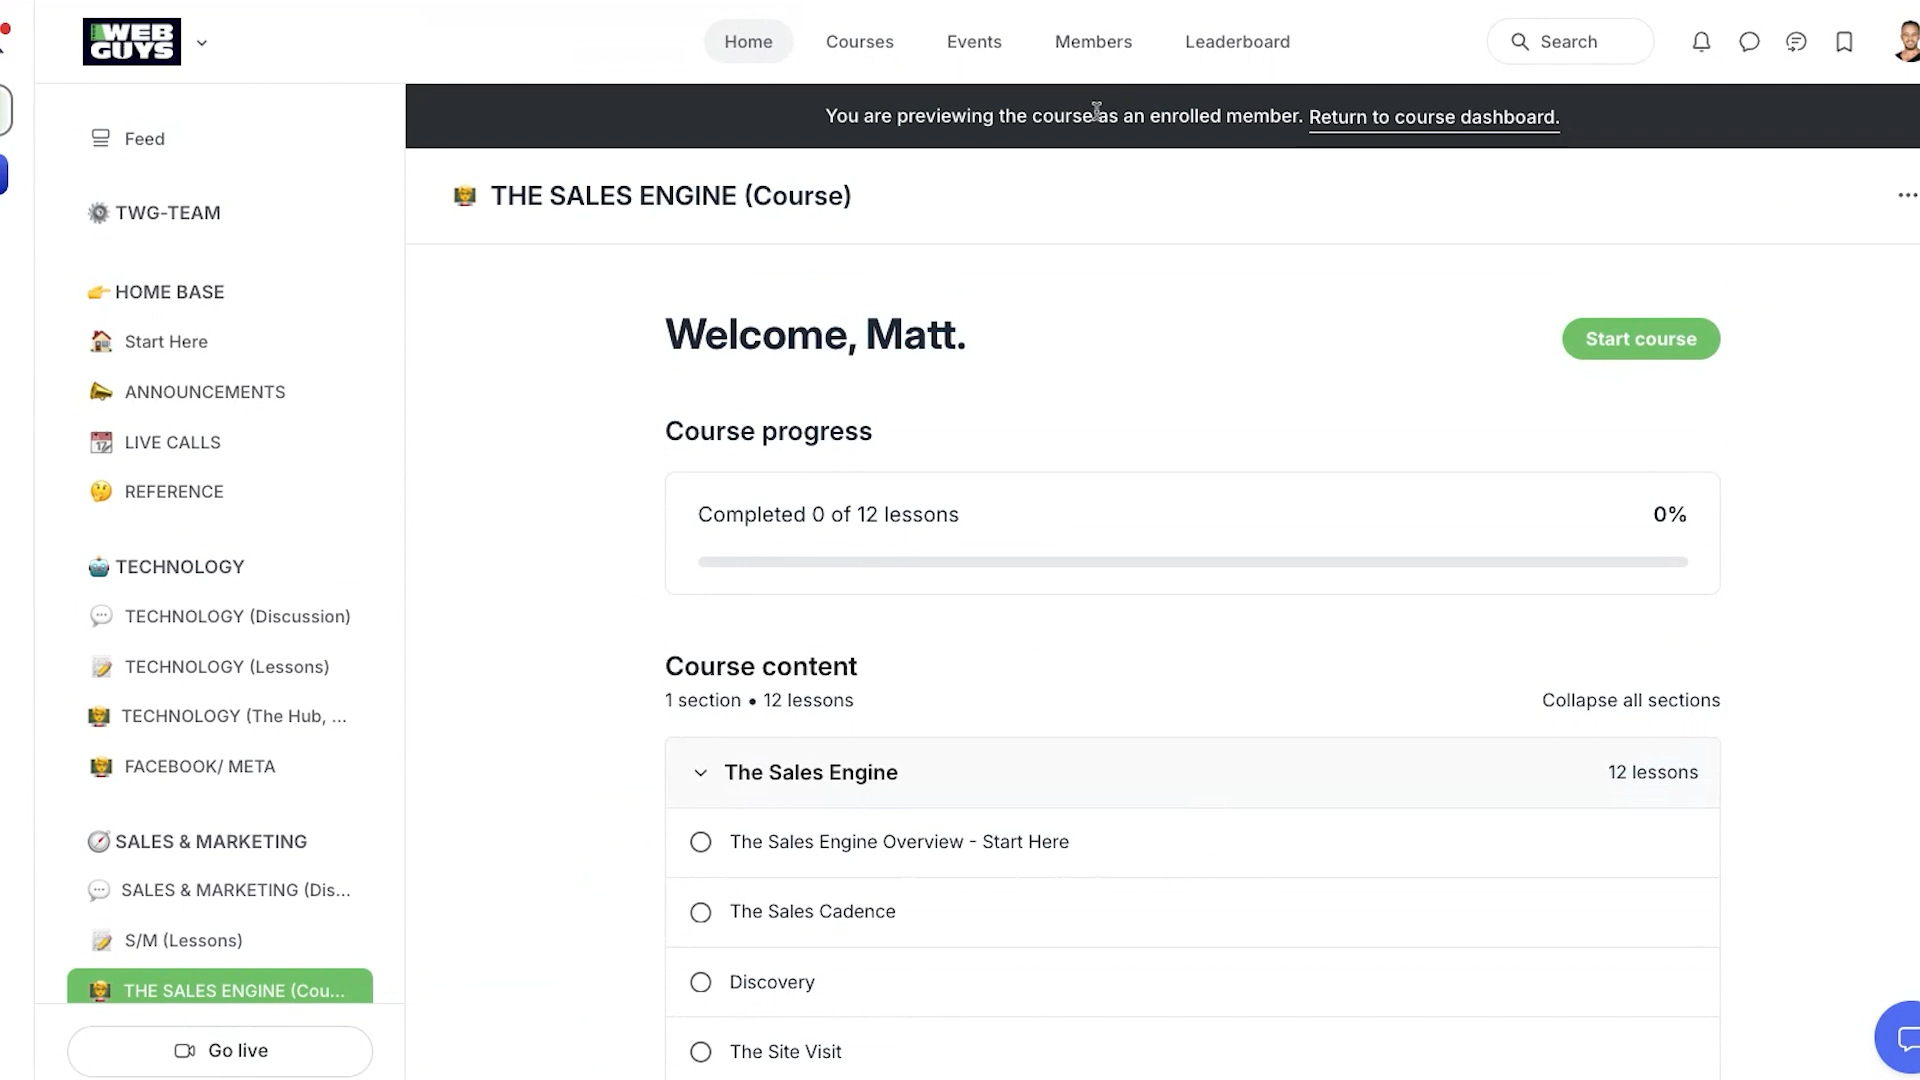 WEB
GUYS
Home
Courses
Events
Members
Leaderboard
Search
Feed
TWG-TEAM
HOME BASE
Start Here
ANNOUNCEMENTS
LIVE CALLS
REFERENCE
TECHNOLOGY
TECHNOLOGY (Discussion)
TECHNOLOGY (Lessons)
TECHNOLOGY (The Hub, ...
FACEBOOK/ META
SALES & MARKETING
SALES & MARKETING (Dis...
S/M (Lessons)
THE SALES ENGINE (Cou...
Go live
You are previewing the course as an enrolled member. Return to course dashboard.
THE SALES ENGINE (Course)
Welcome, Matt.
Start course
Course progress
Completed 0 of 12 lessons 0%
Course content
1 section • 12 lessons
Collapse all sections
The Sales Engine 12 lessons
The Sales Engine Overview - Start Here
The Sales Cadence
Discovery
The Site Visit